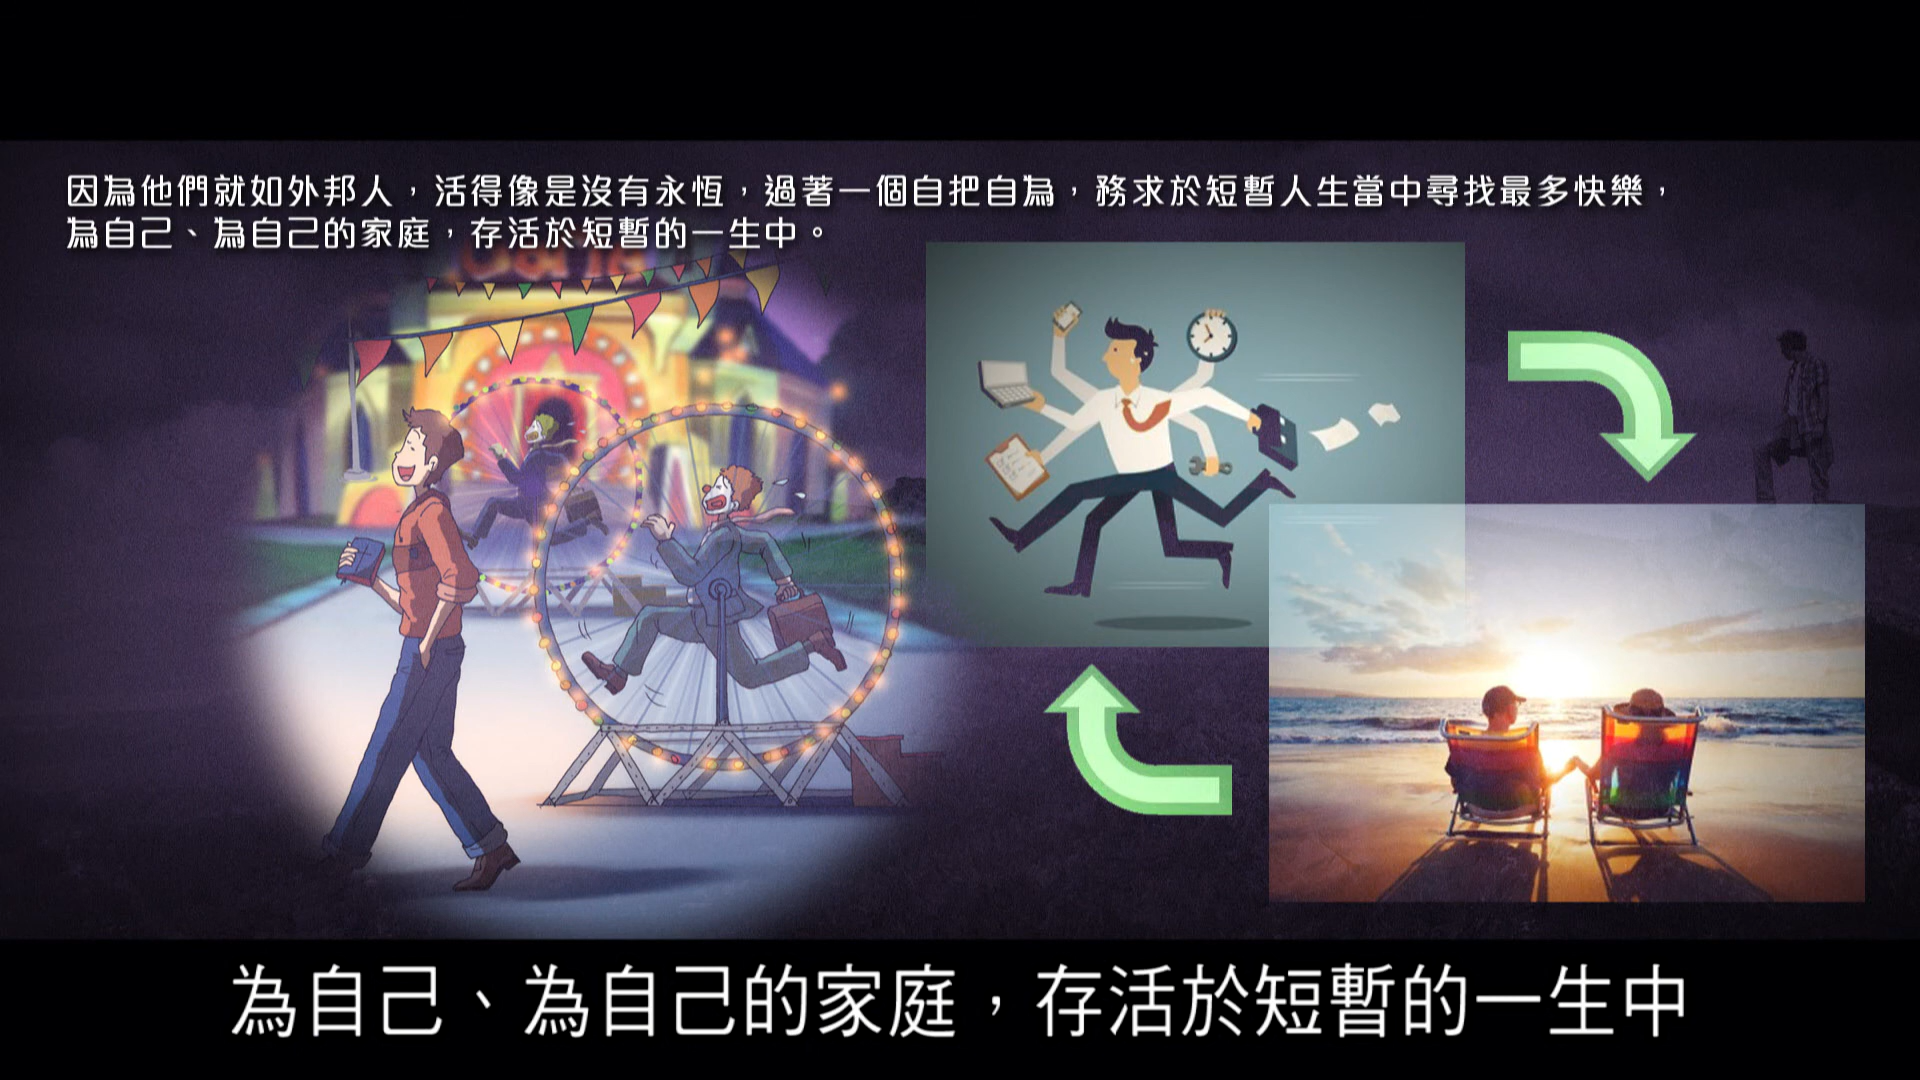 因為他們就如外邦人，活得像是沒有永恆，過著一個自把自為，務求於短暫人生當中尋找最多快樂，
為自己、為自己的家庭，存活於短暫的一生中。
為自己、為自己的家庭，存活於短暫的一生中